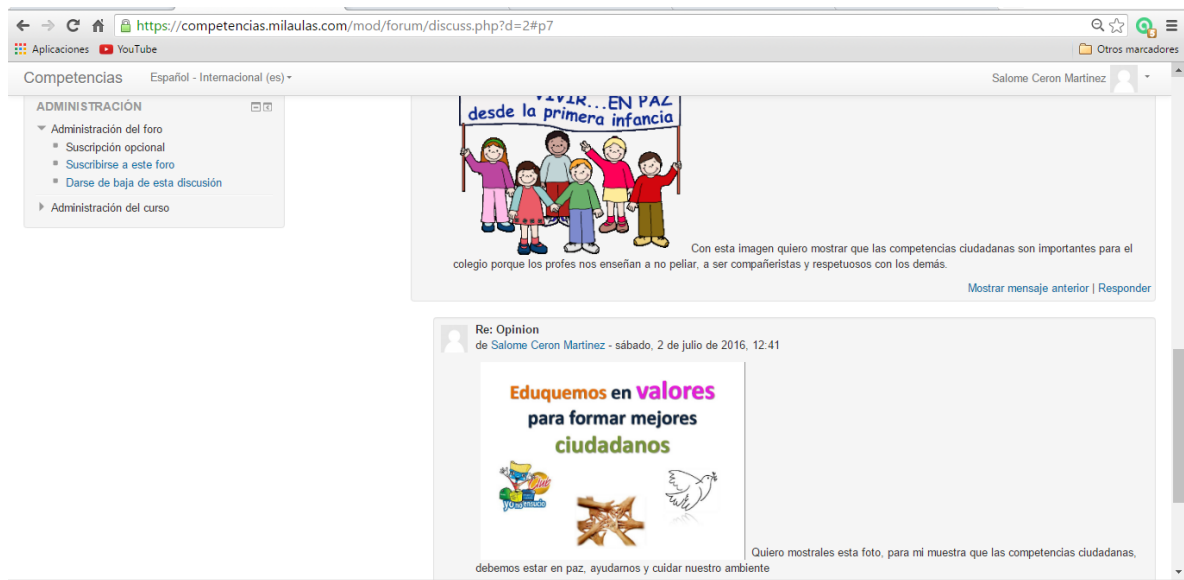 https://competencias.milaulas.com/mod/forum/discuss.php?d=2#p7
Aplicaciones YouTube Otros marcadores
Competencias Español - Internacional (es) Salome Ceron Martinez
ADMINISTRACIÓN
Administración del foro
Suscripción opcional
Suscribirse a este foro
Darse de baja de esta discusión
Administración del curso
VIVIR...EN PAZ
desde la primera infancia
Con esta imagen quiero mostrar que las competencias ciudadanas son importantes para el
colegio porque los profes nos enseñan a no peliar, a ser compañeristas y respetuosos con los demás.
Mostrar mensaje anterior | Responder
Re: Opinion
de Salome Ceron Martinez - sábado, 2 de julio de 2016, 12:41
Eduquemos en valores
para formar mejores
ciudadanos
yo no ensucio
Quiero mostrales esta foto, para mi muestra que las competencias ciudadanas,
debemos estar en paz, ayudarnos y cuidar nuestro ambiente